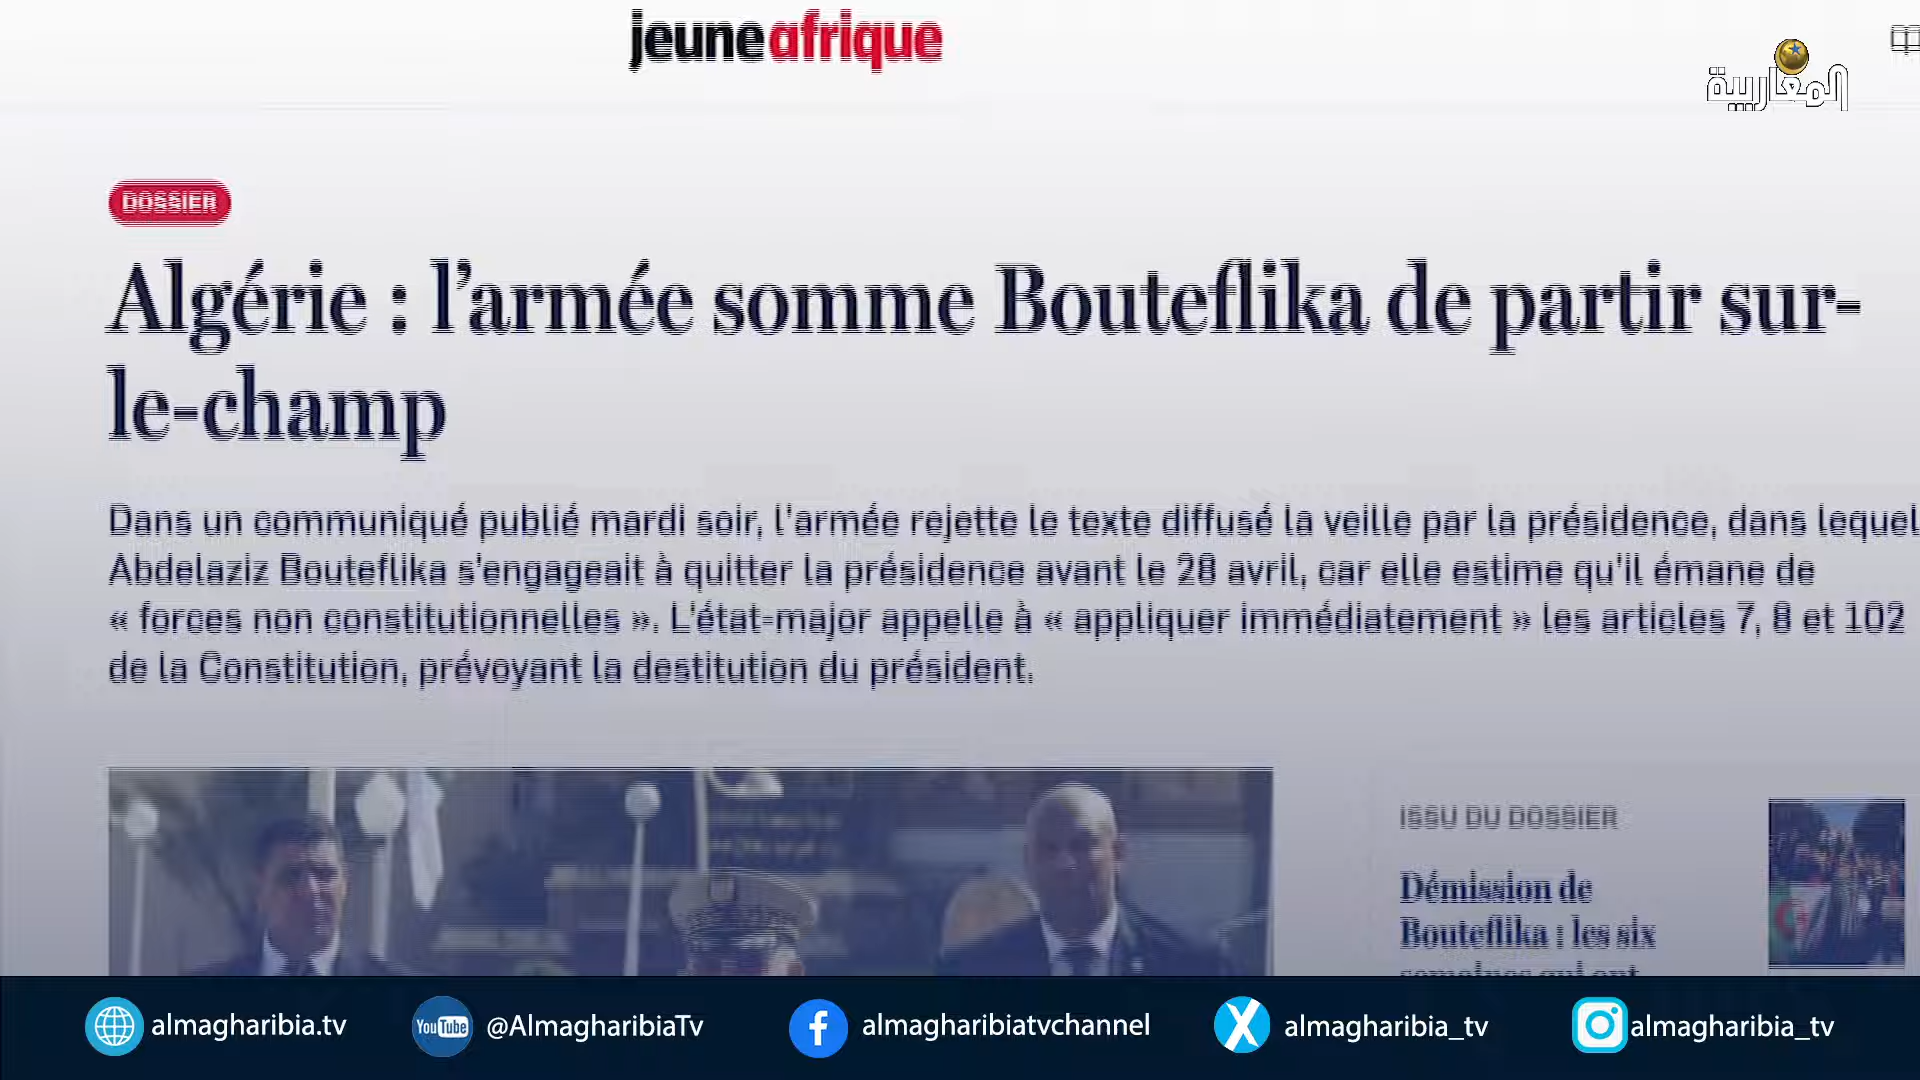 jeuneafrique
المغاربية
DOSSIER
Algérie : l’armée somme Bouteflika de partir sur-
le-champ
Dans un communiqué publié mardi soir, l'armée rejette le texte diffusé la veille par la présidence, dans lequel
Abdelaziz Bouteflika s'engageait à quitter la présidence avant le 28 avril, car elle estime qu'il émane de
« forces non constitutionnelles ». L'état-major appelle à « appliquer immédiatement » les articles 7, 8 et 102
de la Constitution, prévoyant la destitution du président.
ISSU DU DOSSIER
Démission de
Bouteflika : les six
semaines qui ont
almagharibia.tv
YouTube @AlmagharibiaTv
almagharibiatvchannel
almagharibia_tv
almagharibia_tv